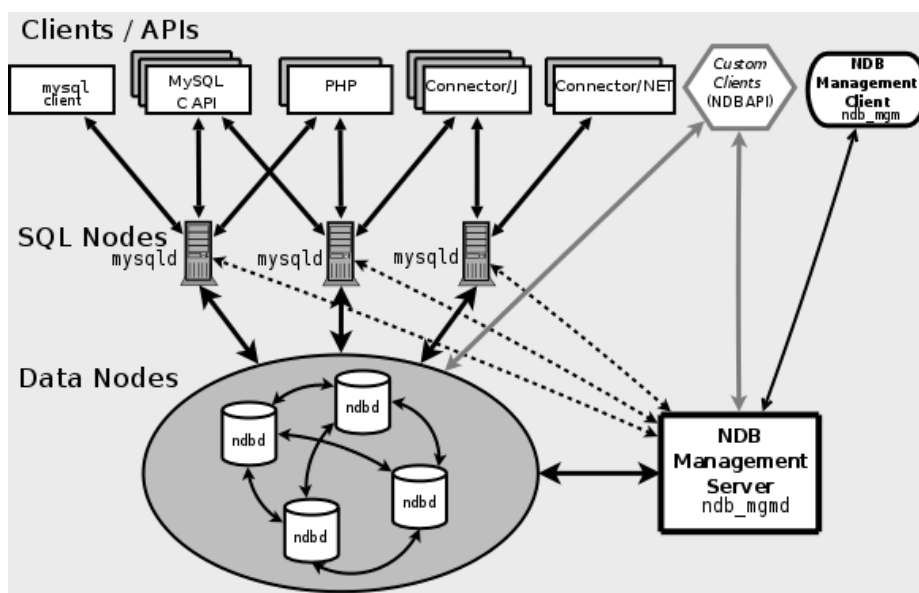 Clients / APIs
mysql
client
MySQL
C API
PHP
Connector/J
Connector/NET
Custom
Clients
(NDBAPI)
NDB
Management
Client
ndb_mgm
SQL Nodes
mysqld
mysqld
mysqld
Data Nodes
ndbd
ndbd
ndbd
ndbd
NDB
Management
Server
ndb_mgmd